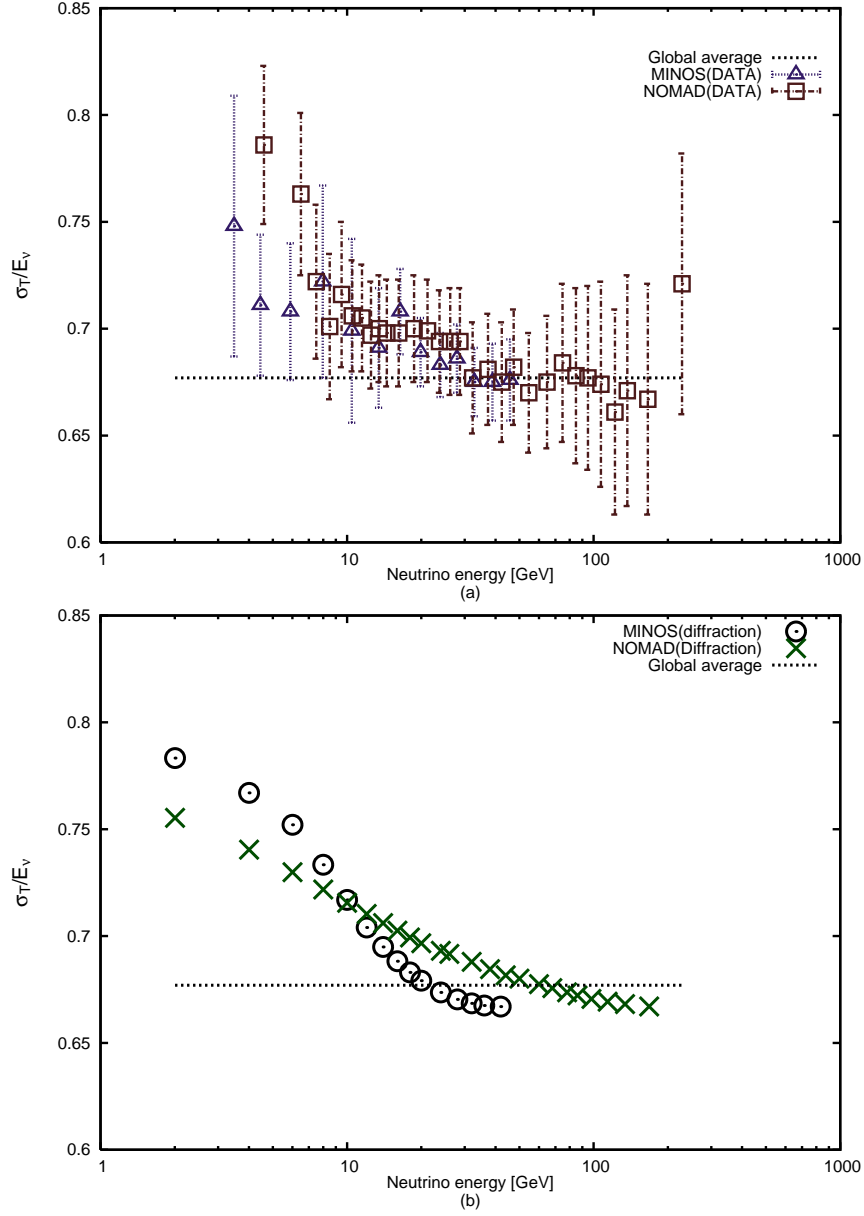 0.85
Global average
MINOS(DATA)
NOMAD(DATA)
0.8
0.75
σT/Eν
0.7
0.65
0.6
1 10 100 1000
Neutrino energy [GeV]
(a)
0.85
MINOS(diffraction)
NOMAD(Diffraction)
Global average
0.8
0.75
σT/Eν
0.7
0.65
0.6
1 10 100 1000
Neutrino energy [GeV]
(b)